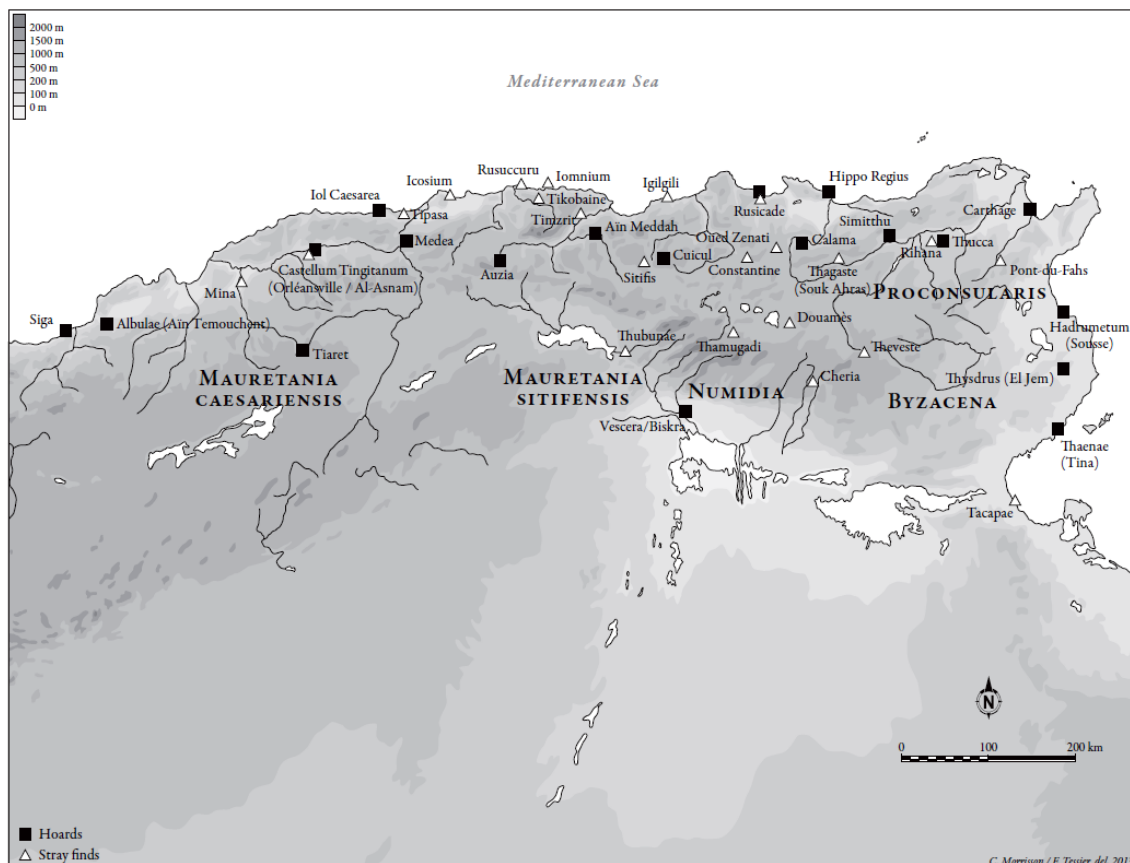 2000 m
1500 m
1000 m
500 m
200 m
100 m
0 m
Mediterranean Sea
Rusuccuru
Iomnium
Icosium
Tikobaine
Igilgili
Hippo Regius
Iol Caesarea
Tipasa
Timzrit
Rusicade
Simitthu
Carthage
Medea
Aïn Meddah
Oued Zenati
Calama
Rihana
Thucca
Castellum Tingitanum
(Orléansville / Al-Asnam)
Auzia
Sitifis
Cuicul
Constantine
Thagaste
(Souk Ahras)
Pont-du-Fahs
Mina
PROCONSULARIS
Siga
Albulae (Aïn Temouchent)
Douamès
Hadrumetum
(Sousse)
Tiaret
Thubunae
Thamugadi
Theveste
MAURETANIA
CAESARIENSIS
MAURETANIA
SITIFENSIS
NUMIDIA
Cheria
Thysdrus (El Jem)
BYZACENA
Vescera/Biskra
Thaenae
(Tina)
Tacapae
N
0 100 200 km
Hoards
Stray finds
C. Morrisson / F. Tessier, del. 201